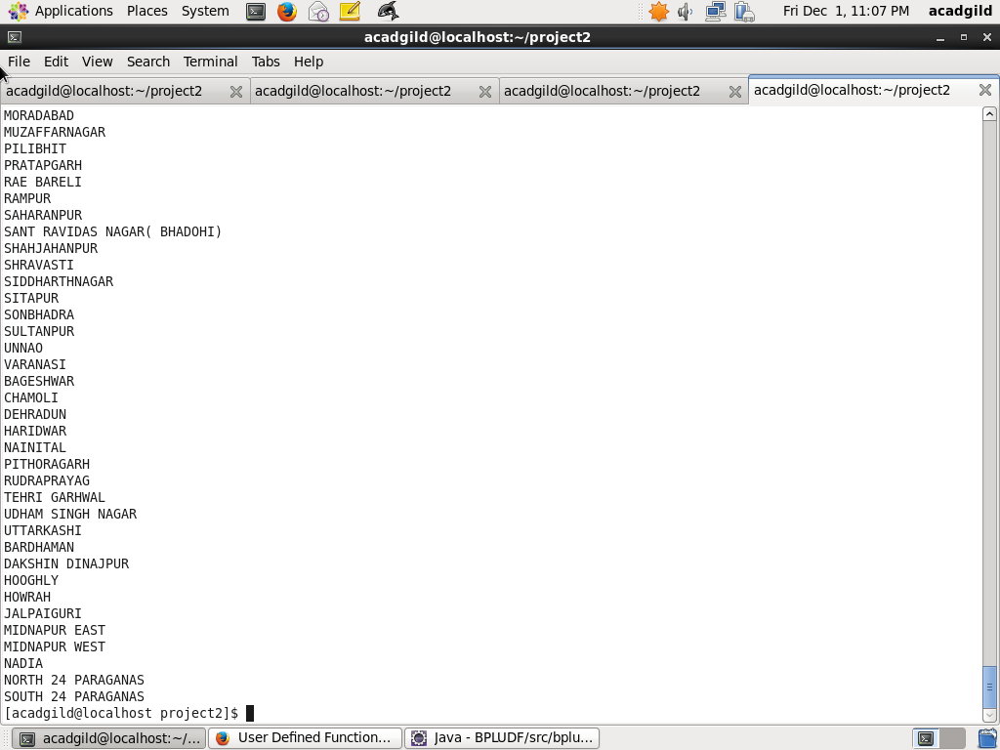 Applications Places System Fri Dec 1, 11:07 PM acadgild
acadgild@localhost:~/project2
File Edit View Search Terminal Tabs Help
acadgild@localhost:~/project2 acadgild@localhost:~/project2 acadgild@localhost:~/project2 acadgild@localhost:~/project2
MORADABAD
MUZAFFARNAGAR
PILIBHIT
PRATAPGARH
RAE BARELI
RAMPUR
SAHARANPUR
SANT RAVIDAS NAGAR( BHADOHI)
SHAHJAHANPUR
SHRAVASTI
SIDDHARTHNAGAR
SITAPUR
SONBHADRA
SULTANPUR
UNNAO
VARANASI
BAGESHWAR
CHAMOLI
DEHRADUN
HARIDWAR
NAINITAL
PITHORAGARH
RUDRAPRAYAG
TEHRI GARHWAL
UDHAM SINGH NAGAR
UTTARKASHI
BARDHAMAN
DAKSHIN DINAJPUR
HOOGHLY
HOWRAH
JALPAIGURI
MIDNAPUR EAST
MIDNAPUR WEST
NADIA
NORTH 24 PARAGANAS
SOUTH 24 PARAGANAS
[acadgild@localhost project2]$
acadgild@localhost:~/... User Defined Function... Java - BPLUDF/src/bplu...